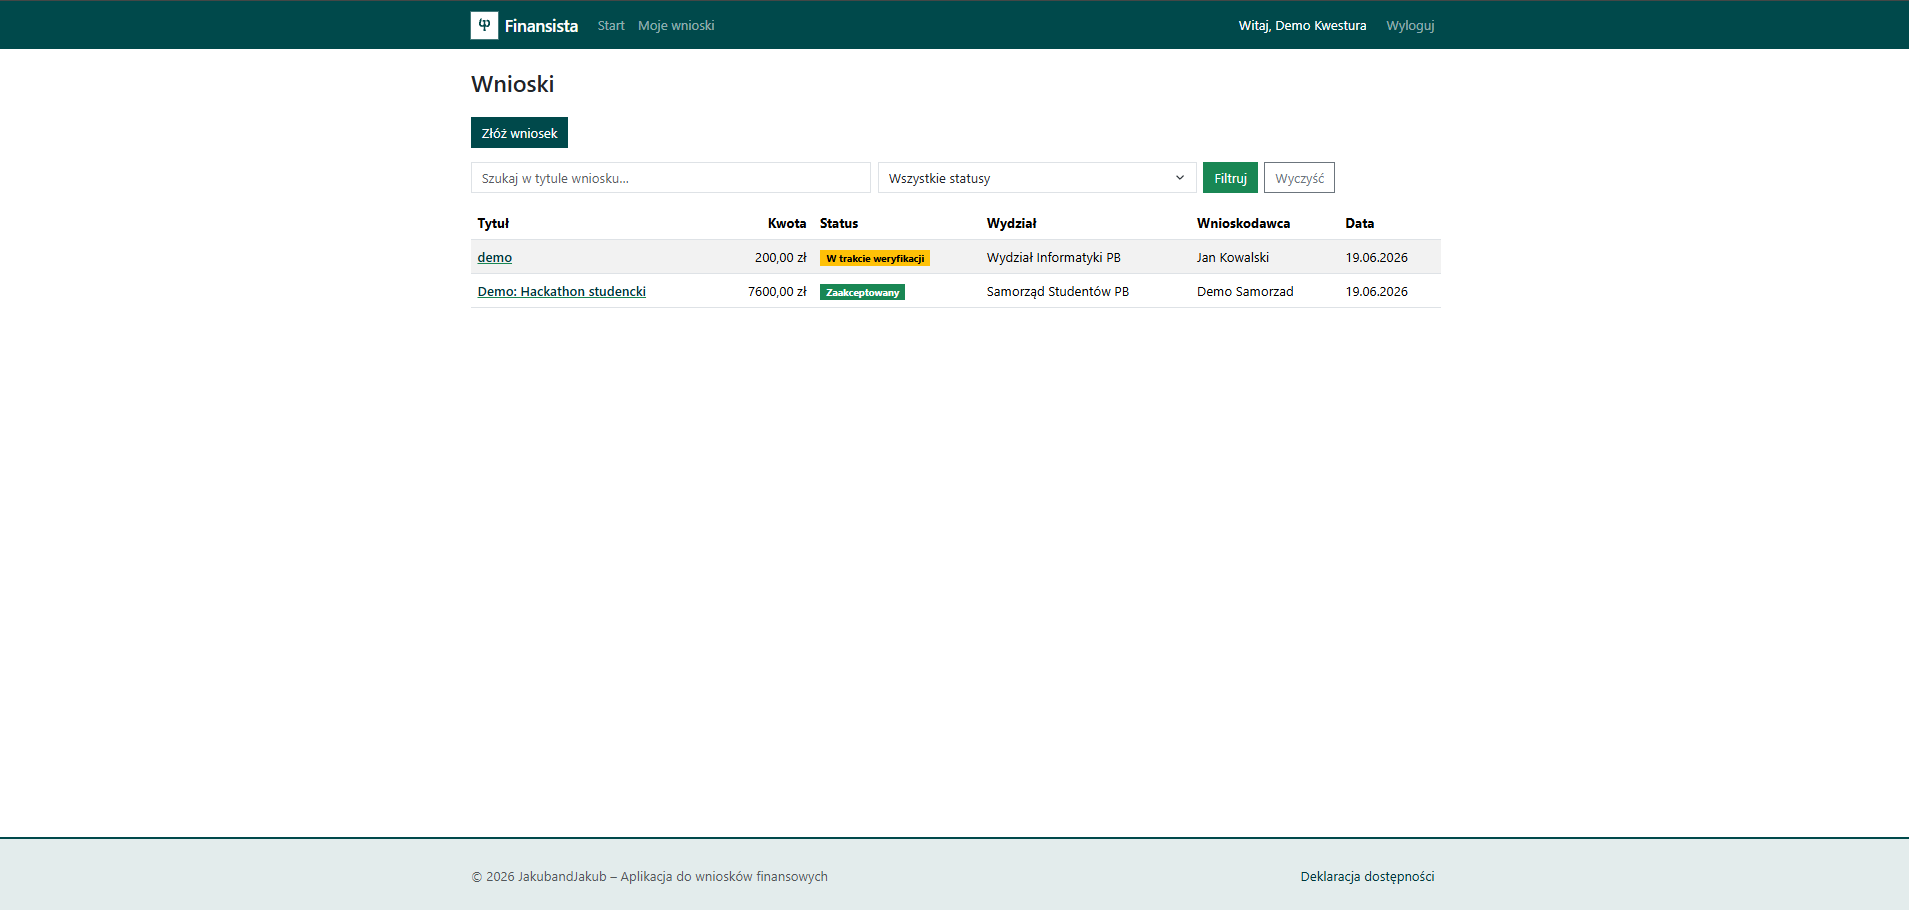 Finansista Start Moje wnioski Witaj, Demo Kwestura Wyloguj
Wnioski
Złóż wniosek
Szukaj w tytule wniosku... Wszystkie statusy Filtruj Wyczyść
Tytuł Kwota Status Wydział Wnioskodawca Data
demo 200,00 zł W trakcie weryfikacji Wydział Informatyki PB Jan Kowalski 19.06.2026
Demo: Hackathon studencki 7600,00 zł Zaakceptowany Samorząd Studentów PB Demo Samorzad 19.06.2026
© 2026 JakubandJakub – Aplikacja do wniosków finansowych Deklaracja dostępności